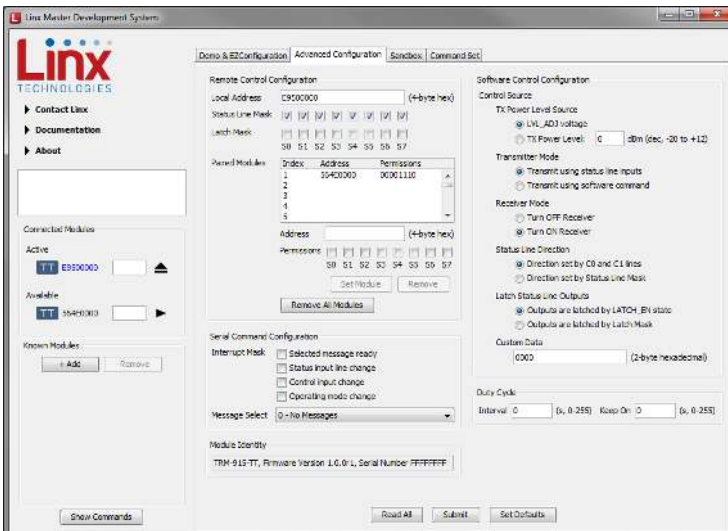 Linx Master Development System
Linx
TECHNOLOGIES
Contact Linx
Documentation
About
Connected Modules
Active
TT E9500000
Available
TT 564E0000
Known Modules
+ Add Remove
Show Commands
Demo & EZConfiguration Advanced Configuration Sandbox Command Set
Remote Control Configuration
Local Address E9500000 (4-byte hex)
Status Line Mask
Latch Mask
S0 S1 S2 S3 S4 S5 S6 S7
Paired Modules Index Address Permissions
1 564E0000 00001110
2
3
4
5
Address (4-byte hex)
Permissions
S0 S1 S2 S3 S4 S5 S6 S7
Set Module Remove
Remove All Modules
Serial Command Configuration
Interrupt Mask Selected message ready
Status input line change
Control input change
Operating mode change
Message Select 0 - No Messages
Module Identity
TRM-915-TT, Firmware Version 1.0.0r1, Serial Number FFFFFFFF
Read All Submit Set Defaults
Software Control Configuration
Control Source
TX Power Level Source
LVL_ADJ voltage
TX Power Level: 0 dBm (dec, -20 to +12)
Transmitter Mode
Transmit using status line inputs
Transmit using software command
Receiver Mode
Turn OFF Receiver
Turn ON Receiver
Status Line Direction
Direction set by C0 and C1 lines
Direction set by Status Line Mask
Latch Status Line Outputs
Outputs are latched by LATCH_EN state
Outputs are latched by Latch Mask
Custom Data
0000 (2-byte hexadecimal)
Duty Cycle
Interval 0 (s, 0-255) Keep On 0 (s, 0-255)